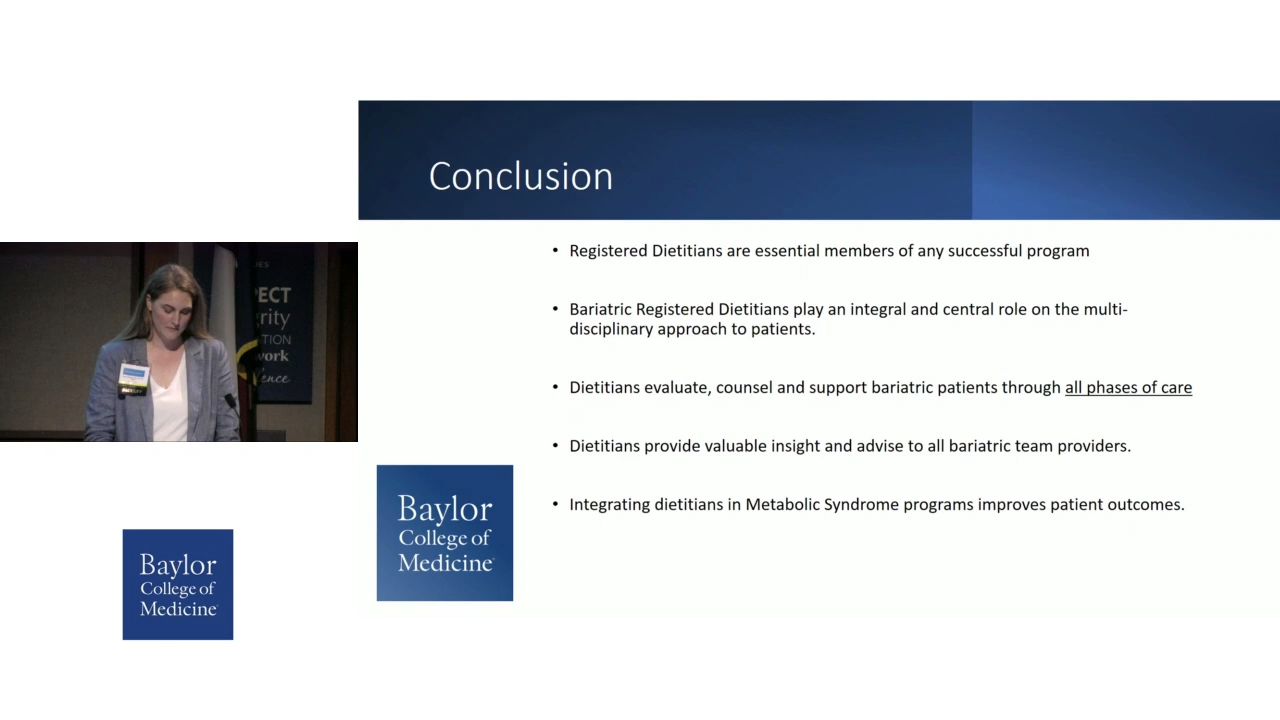 Conclusion
• Registered Dietitians are essential members of any successful program
• Bariatric Registered Dietitians play an integral and central role on the multi-
disciplinary approach to patients.
• Dietitians evaluate, counsel and support bariatric patients through all phases of care
• Dietitians provide valuable insight and advise to all bariatric team providers.
• Integrating dietitians in Metabolic Syndrome programs improves patient outcomes.
Baylor
College of
Medicine
PECT
grity
TION
work
ence
Baylor
College of
Medicine